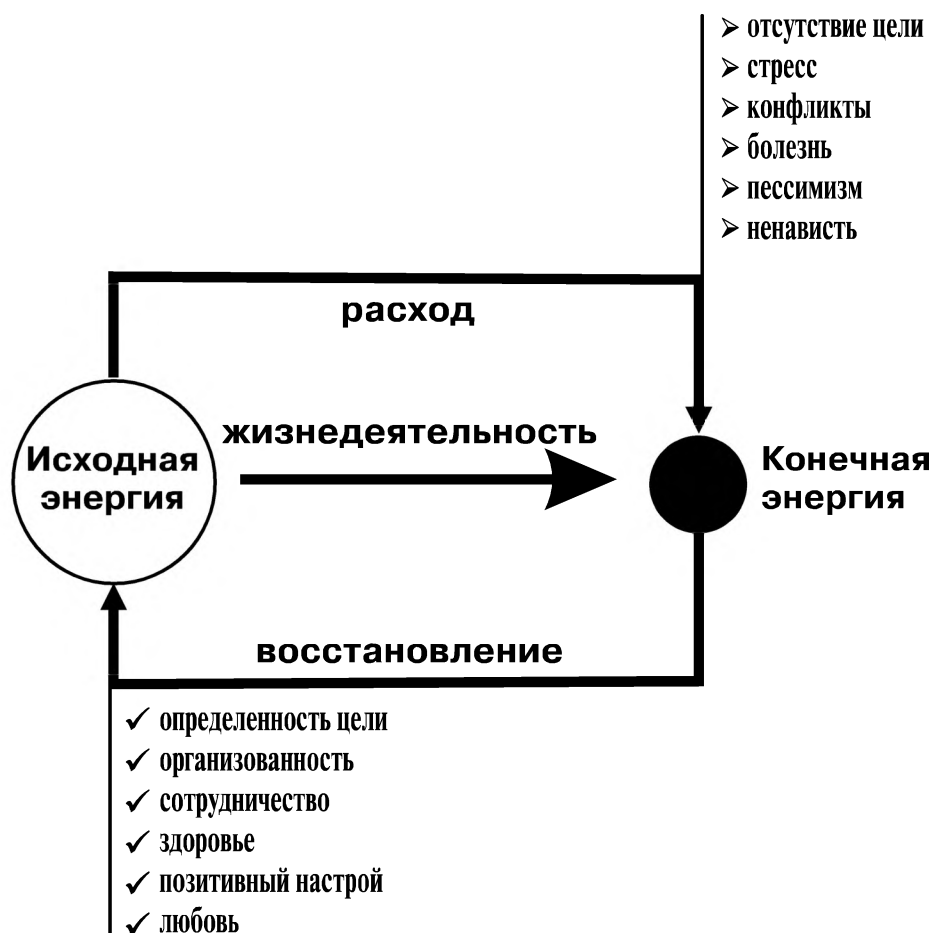 ➢ отсутствие цели
➢ стресс
➢ конфликты
➢ болезнь
➢ пессимизм
➢ ненависть
расход
жизнедеятельность
Исходная
энергия
Конечная
энергия
восстановление
✓ определенность цели
✓ организованность
✓ сотрудничество
✓ здоровье
✓ позитивный настрой
✓ любовь